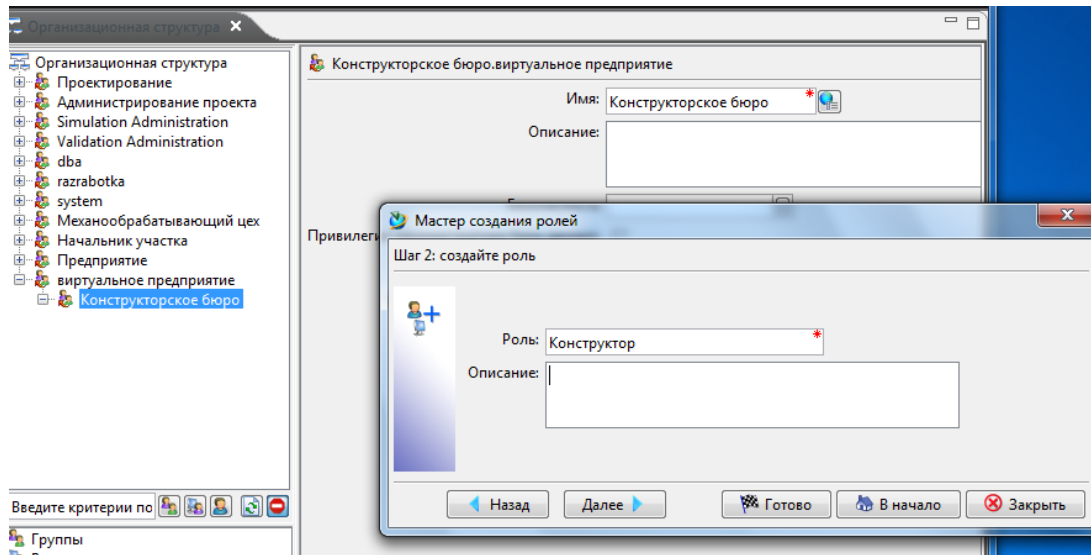 Организационная структура
Организационная структура
Проектирование
Администрирование проекта
Simulation Administration
Validation Administration
dba
razrabotka
system
Механообрабатывающий цех
Начальник участка
Предприятие
виртуальное предприятие
Конструкторское бюро
Введите критерии по
Группы
Конструкторское бюро.виртуальное предприятие
Имя: Конструкторское бюро *
Описание:
Привилеги
Мастер создания ролей
Шаг 2: создайте роль
Роль: Конструктор *
Описание:
Назад Далее Готово В начало Закрыть